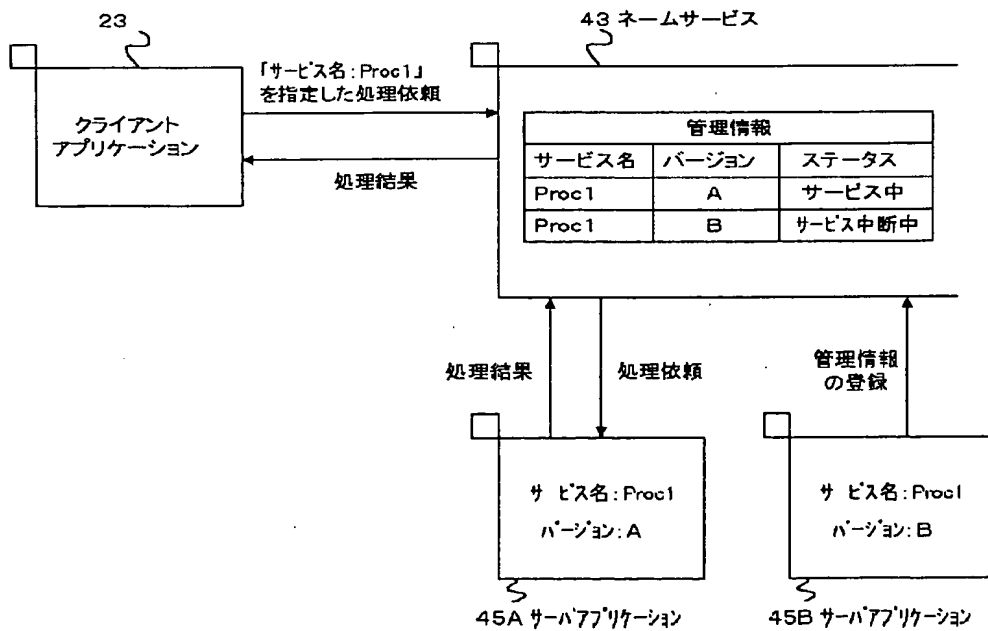 23
43 ネームサービス
「サービス名:Proc1」
を指定した処理依頼
クライアント
アプリケーション
処理結果
管理情報
サービス名 バージョン ステータス
Proc1 A サービス中
Proc1 B サービス中断中
処理結果
処理依頼
管理情報
の登録
サービス名:Proc1
バージョン:A
サービス名:Proc1
バージョン:B
45A サーバアプリケーション
45B サーバアプリケーション